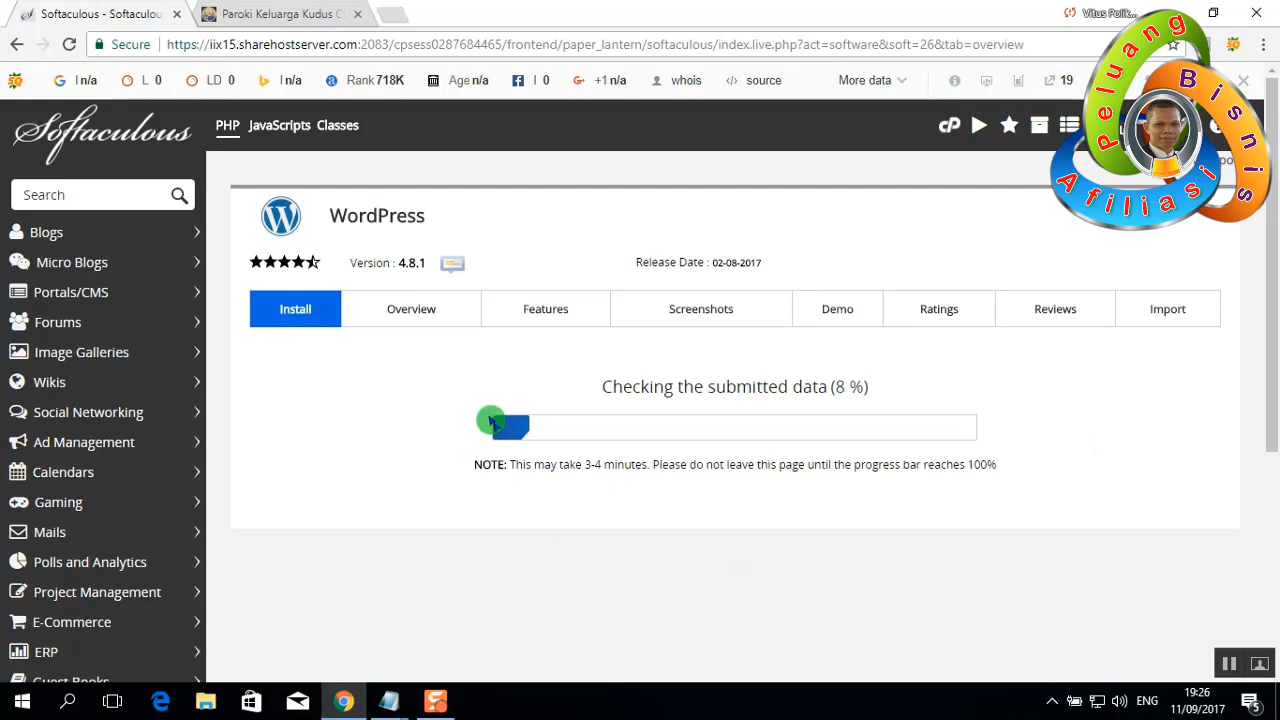 Softaculous - Softaculou
Paroki Keluarga Kudus C
Vitus Polik...
Secure
https://iix15.sharehostserver.com:2083/cpsess0287604465/frontend/paper_lantern/softaculous/index.live.php?act=software&soft=26&tab=overview
I n/a
L 0
LD 0
I n/a
Rank 718K
Age n/a
I 0
+1 n/a
whois
source
More data
19
Peluang
Bisnis
Afiliasi
Softaculous
PHP
JavaScripts
Classes
cP
Search
Blogs
Micro Blogs
Portals/CMS
Forums
Image Galleries
Wikis
Social Networking
Ad Management
Calendars
Gaming
Mails
Polls and Analytics
Project Management
E-Commerce
ERP
Guest Books
WordPress
Version : 4.8.1
Release Date : 02-08-2017
Install
Overview
Features
Screenshots
Demo
Ratings
Reviews
Import
Checking the submitted data (8 %)
NOTE: This may take 3-4 minutes. Please do not leave this page until the progress bar reaches 100%
ENG
19:26
11/09/2017
5